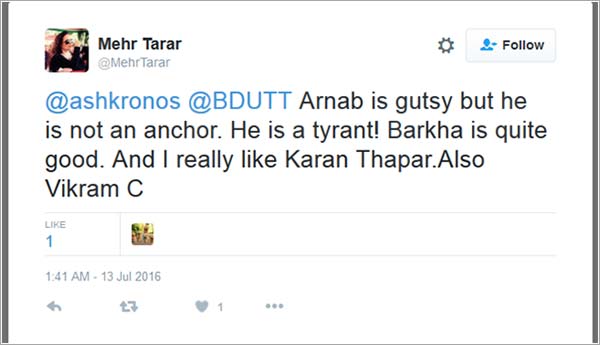 Mehr Tarar
@MehrTarar
Follow
@ashkronos @BDUTT Arnab is gutsy but he
is not an anchor. He is a tyrant! Barkha is quite
good. And I really like Karan Thapar.Also
Vikram C
LIKE
1
1:41 AM - 13 Jul 2016
1